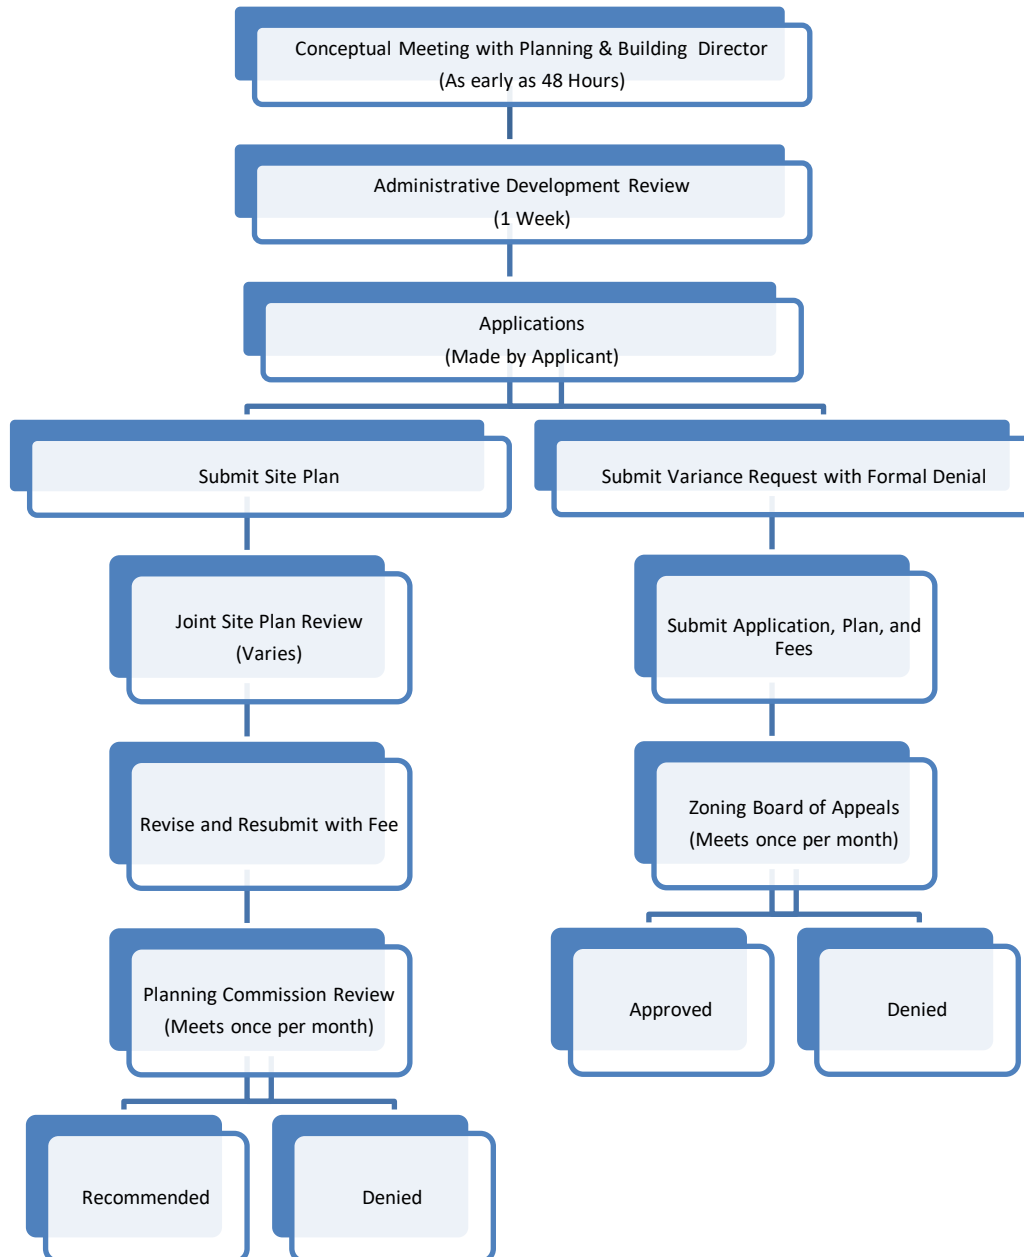 Conceptual Meeting with Planning & Building Director
(As early as 48 Hours)
Administrative Development Review
(1 Week)
Applications
(Made by Applicant)
Submit Site Plan
Submit Variance Request with Formal Denial
Joint Site Plan Review
(Varies)
Submit Application, Plan, and
Fees
Revise and Resubmit with Fee
Zoning Board of Appeals
(Meets once per month)
Planning Commission Review
(Meets once per month)
Approved
Denied
Recommended
Denied